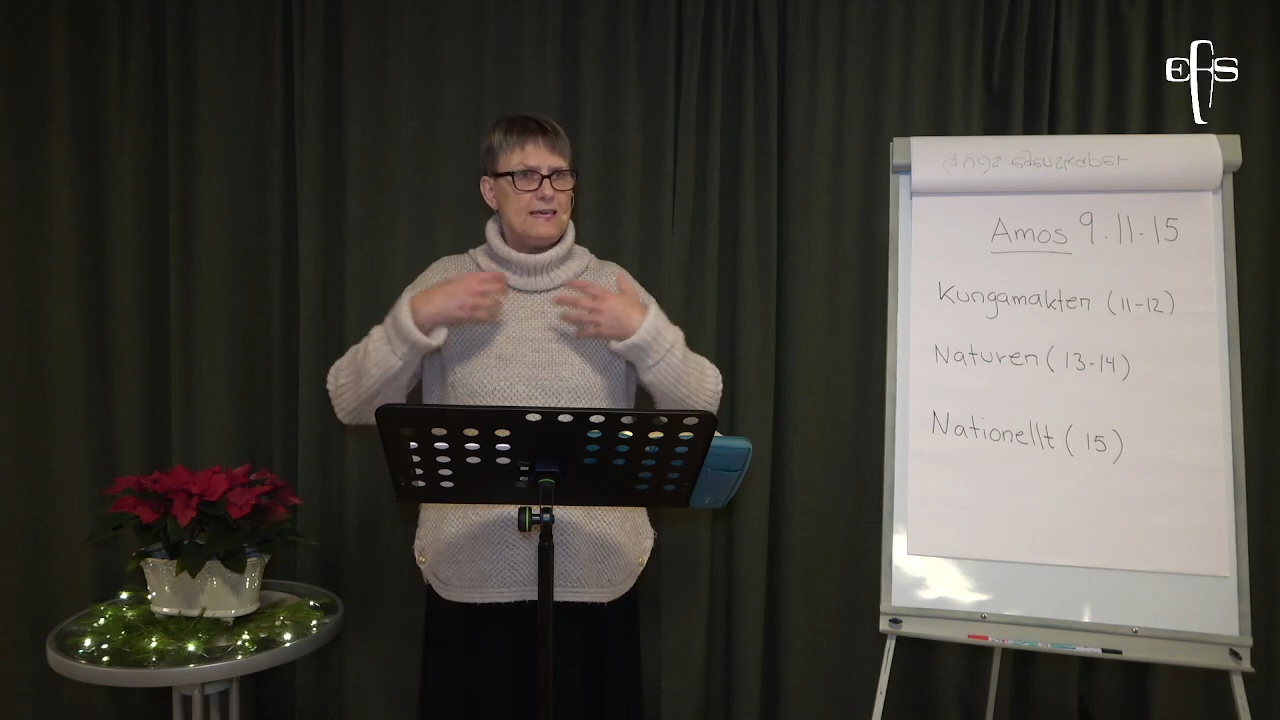 EFS
Amos 9:11-15
Kungamakten (11-12)
Naturen (13-14)
Nationellt (15)